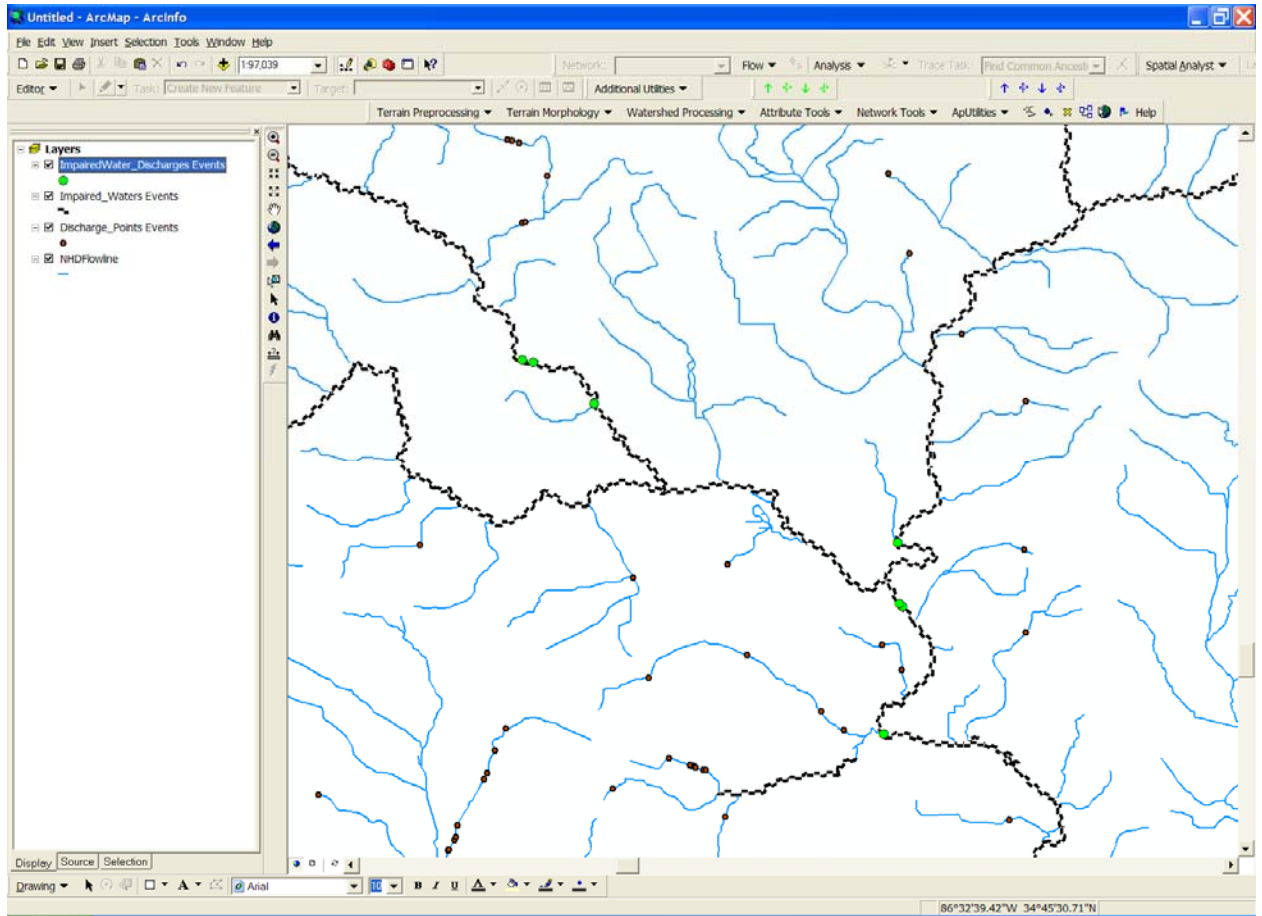 Untitled - ArcMap - ArcInfo
File Edit View Insert Selection Tools Window Help
1:97,039 Network: Flow Analysis Trace Task: Find Common Ancest Spatial Analyst
Editor Task: Create New Feature Target: Additional Utilities
Terrain Preprocessing Terrain Morphology Watershed Processing Attribute Tools Network Tools ApUtilities Help
Layers
ImpairedWater_Discharges Events
Impaired_Waters Events
Discharge_Points Events
NHDFlowline
Display Source Selection
Drawing A Arial 10 B I U A
86°32'39.42"W 34°45'30.71"N